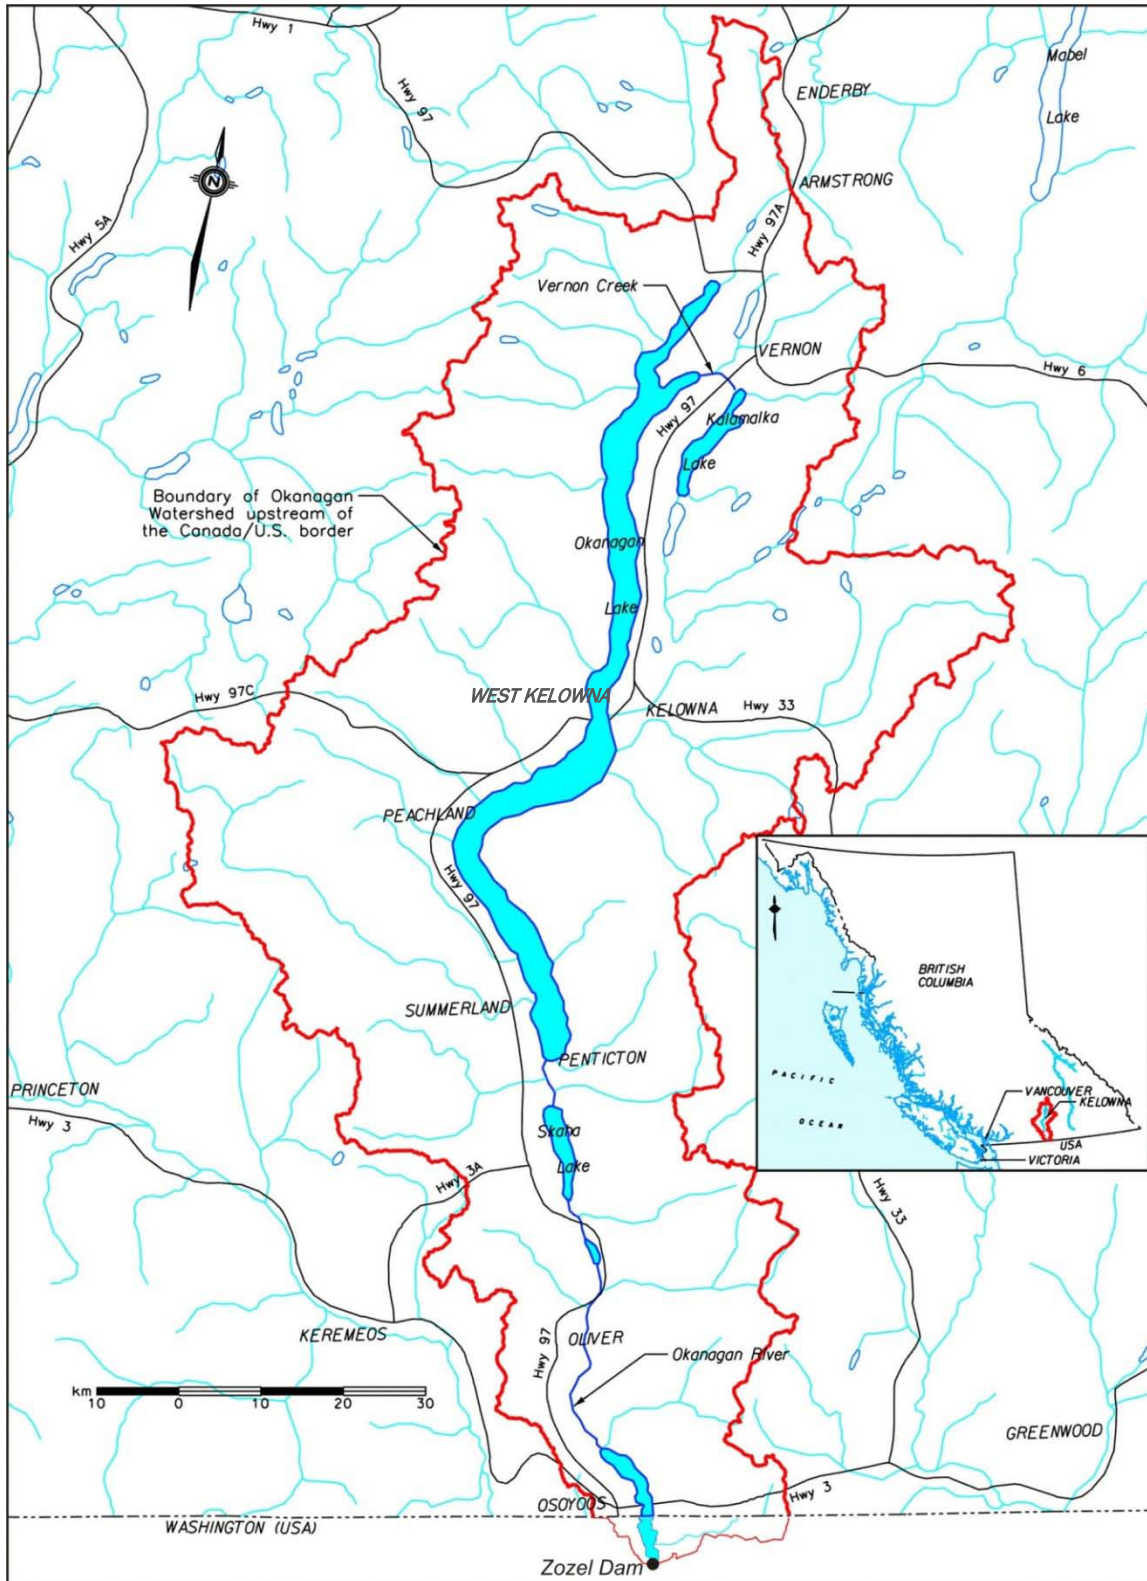 Hwy 1
Mabel
Lake
Hwy 97
ENDERBY
N
ARMSTRONG
Hwy 5A
Hwy 97A
Vernon Creek
VERNON
Hwy 6
Hwy 97
Kalamalka
Lake
Boundary of Okanagan
Watershed upstream of
the Canada/U.S. border
Okanagan
Lake
Hwy 97C
WEST KELOWNA
KELOWNA
Hwy 33
PEACHLAND
Hwy 97
BRITISH
COLUMBIA
PACIFIC
OCEAN
VANCOUVER
KELOWNA
USA
VICTORIA
SUMMERLAND
PENTICTON
PRINCETON
Hwy 3
Skaha
Lake
Hwy 3A
Hwy 33
KEREMEOS
OLIVER
Hwy 97
Okanagan River
km
10 0 10 20 30
GREENWOOD
OSOYOOS
Hwy 3
WASHINGTON (USA)
Zozel Dam